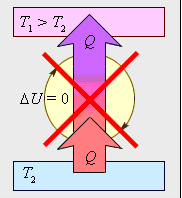 T₁ > T₂
Q
ΔU = 0
Q
T₂